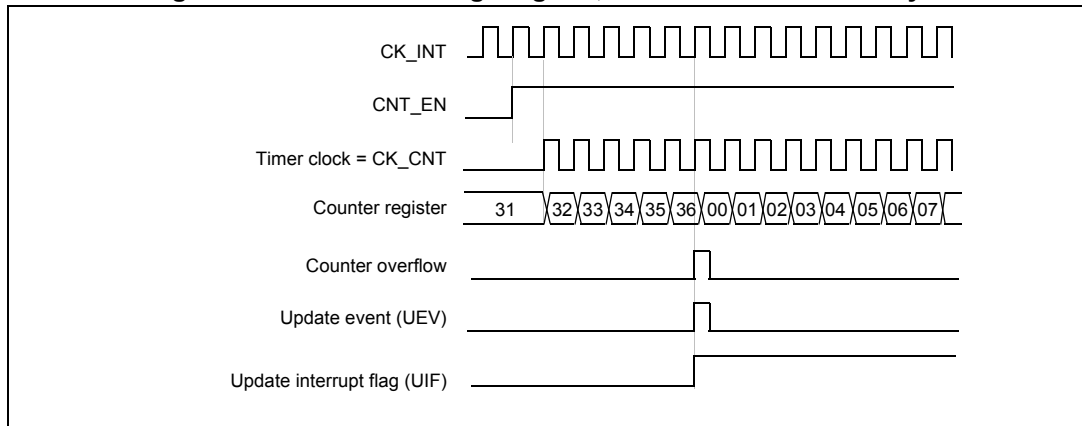 CK_INT
CNT_EN
Timer clock = CK_CNT
Counter register 31 32 33 34 35 36 00 01 02 03 04 05 06 07
Counter overflow
Update event (UEV)
Update interrupt flag (UIF)